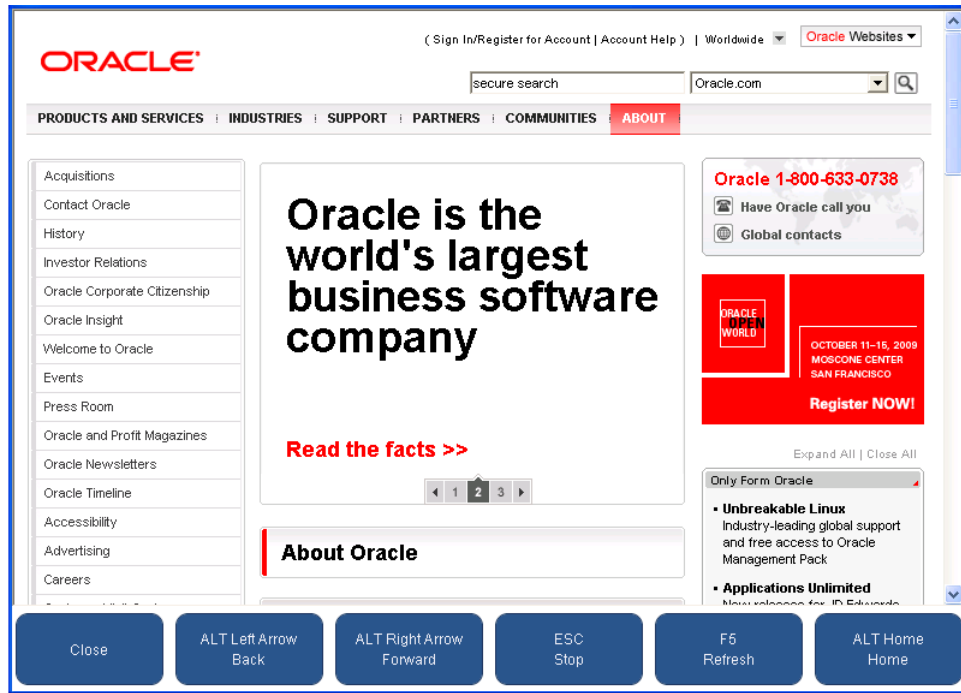 ( Sign In/Register for Account | Account Help ) | Worldwide Oracle Websites
ORACLE
secure search Oracle.com
PRODUCTS AND SERVICES INDUSTRIES SUPPORT PARTNERS COMMUNITIES ABOUT
Acquisitions
Contact Oracle
History
Investor Relations
Oracle Corporate Citizenship
Oracle Insight
Welcome to Oracle
Events
Press Room
Oracle and Profit Magazines
Oracle Newsletters
Oracle Timeline
Accessibility
Advertising
Careers
Oracle is the
world's largest
business software
company
Read the facts >>
1 2 3
About Oracle
Oracle 1-800-633-0738
Have Oracle call you
Global contacts
ORACLE
OPEN
WORLD
OCTOBER 11–15, 2009
MOSCONE CENTER
SAN FRANCISCO
Register NOW!
Expand All | Close All
Only Form Oracle
▪ Unbreakable Linux
Industry-leading global support
and free access to Oracle
Management Pack
▪ Applications Unlimited
New releases for JD Edwards
Close
ALT Left Arrow
Back
ALT Right Arrow
Forward
ESC
Stop
F5
Refresh
ALT Home
Home